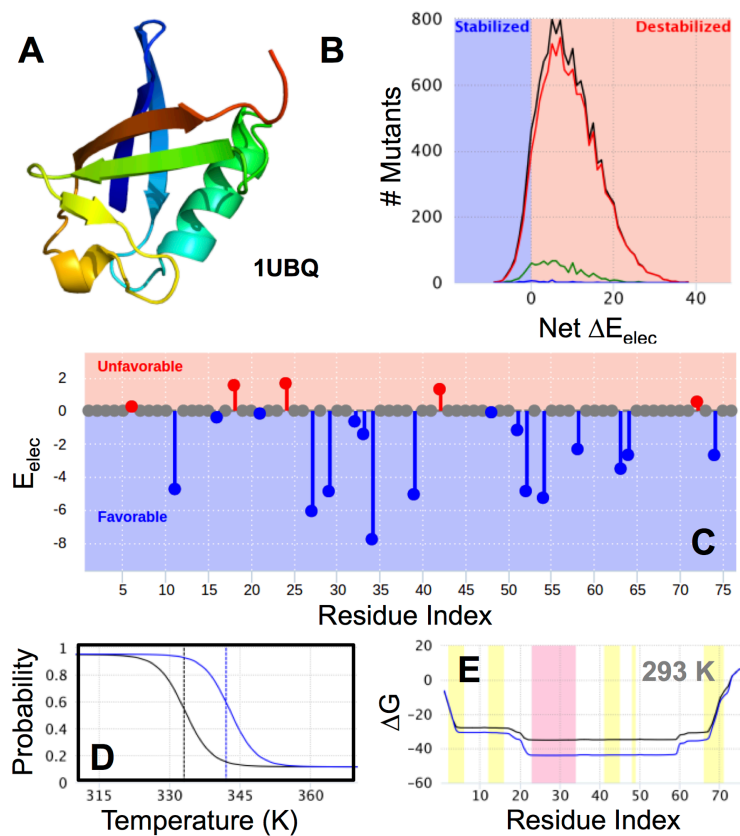 A
1UBQ
B
Stabilized
Destabilized
# Mutants
800
600
400
200
0
0
20
40
Net ΔEelec
Unfavorable
Favorable
C
Eelec
2
0
-2
-4
-6
-8
5
10
15
20
25
30
35
40
45
50
55
60
65
70
75
Residue Index
D
Probability
1
0.8
0.6
0.4
0.2
0
315
330
345
360
Temperature (K)
E
293 K
ΔG
20
0
-20
-40
-60
10
20
30
40
50
60
70
Residue Index